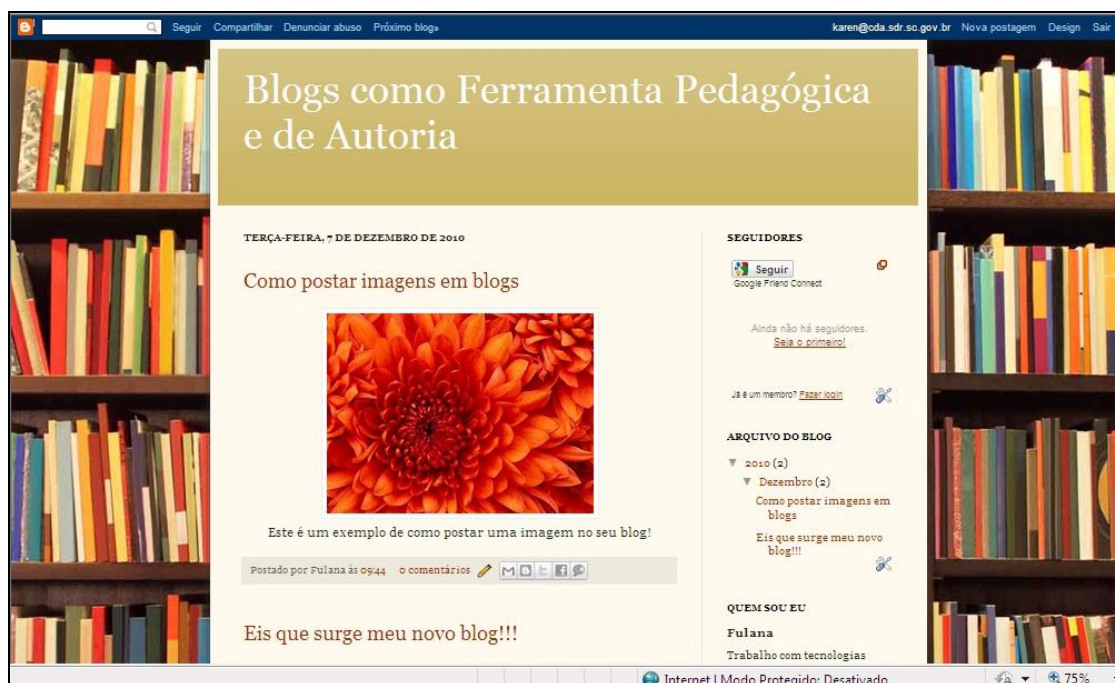 Seguir Compartilhar Denunciar abuso Próximo blog» karen@cda.sdr.sc.gov.br Nova postagem Design Sair
Blogs como Ferramenta Pedagógica
e de Autoria
TERÇA-FEIRA, 7 DE DEZEMBRO DE 2010
Como postar imagens em blogs
Este é um exemplo de como postar uma imagem no seu blog!
Postado por Fulana às 09:44 0 comentários
Eis que surge meu novo blog!!!
SEGUIDORES
Seguir
Google Friend Connect
Ainda não há seguidores.
Seja o primeiro!
Já é um membro? Fazer login
ARQUIVO DO BLOG
▼ 2010 (2)
▼ Dezembro (2)
Como postar imagens em
blogs
Eis que surge meu novo
blog!!!
QUEM SOU EU
Fulana
Trabalho com tecnologias
Internet | Modo Protegido: Desativado 75%